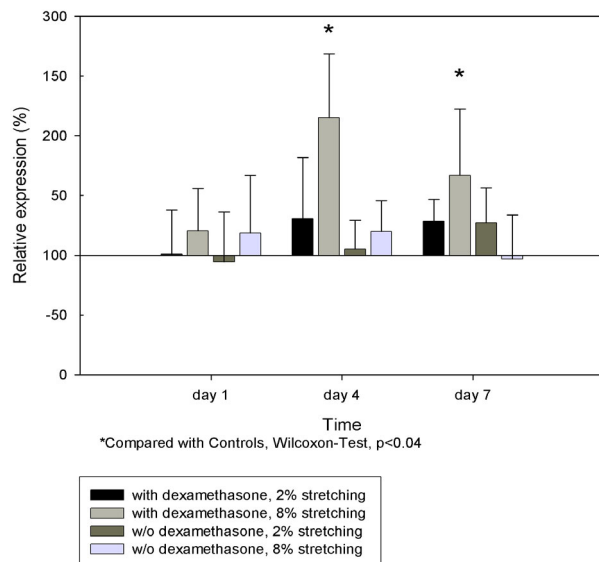 300
150
200
50
100
-50
0
Relative expression (%)
*
*
day 1
day 4
day 7
Time
*Compared with Controls, Wilcoxon-Test, p<0.04
with dexamethasone, 2% stretching
with dexamethasone, 8% stretching
w/o dexamethasone, 2% stretching
w/o dexamethasone, 8% stretching